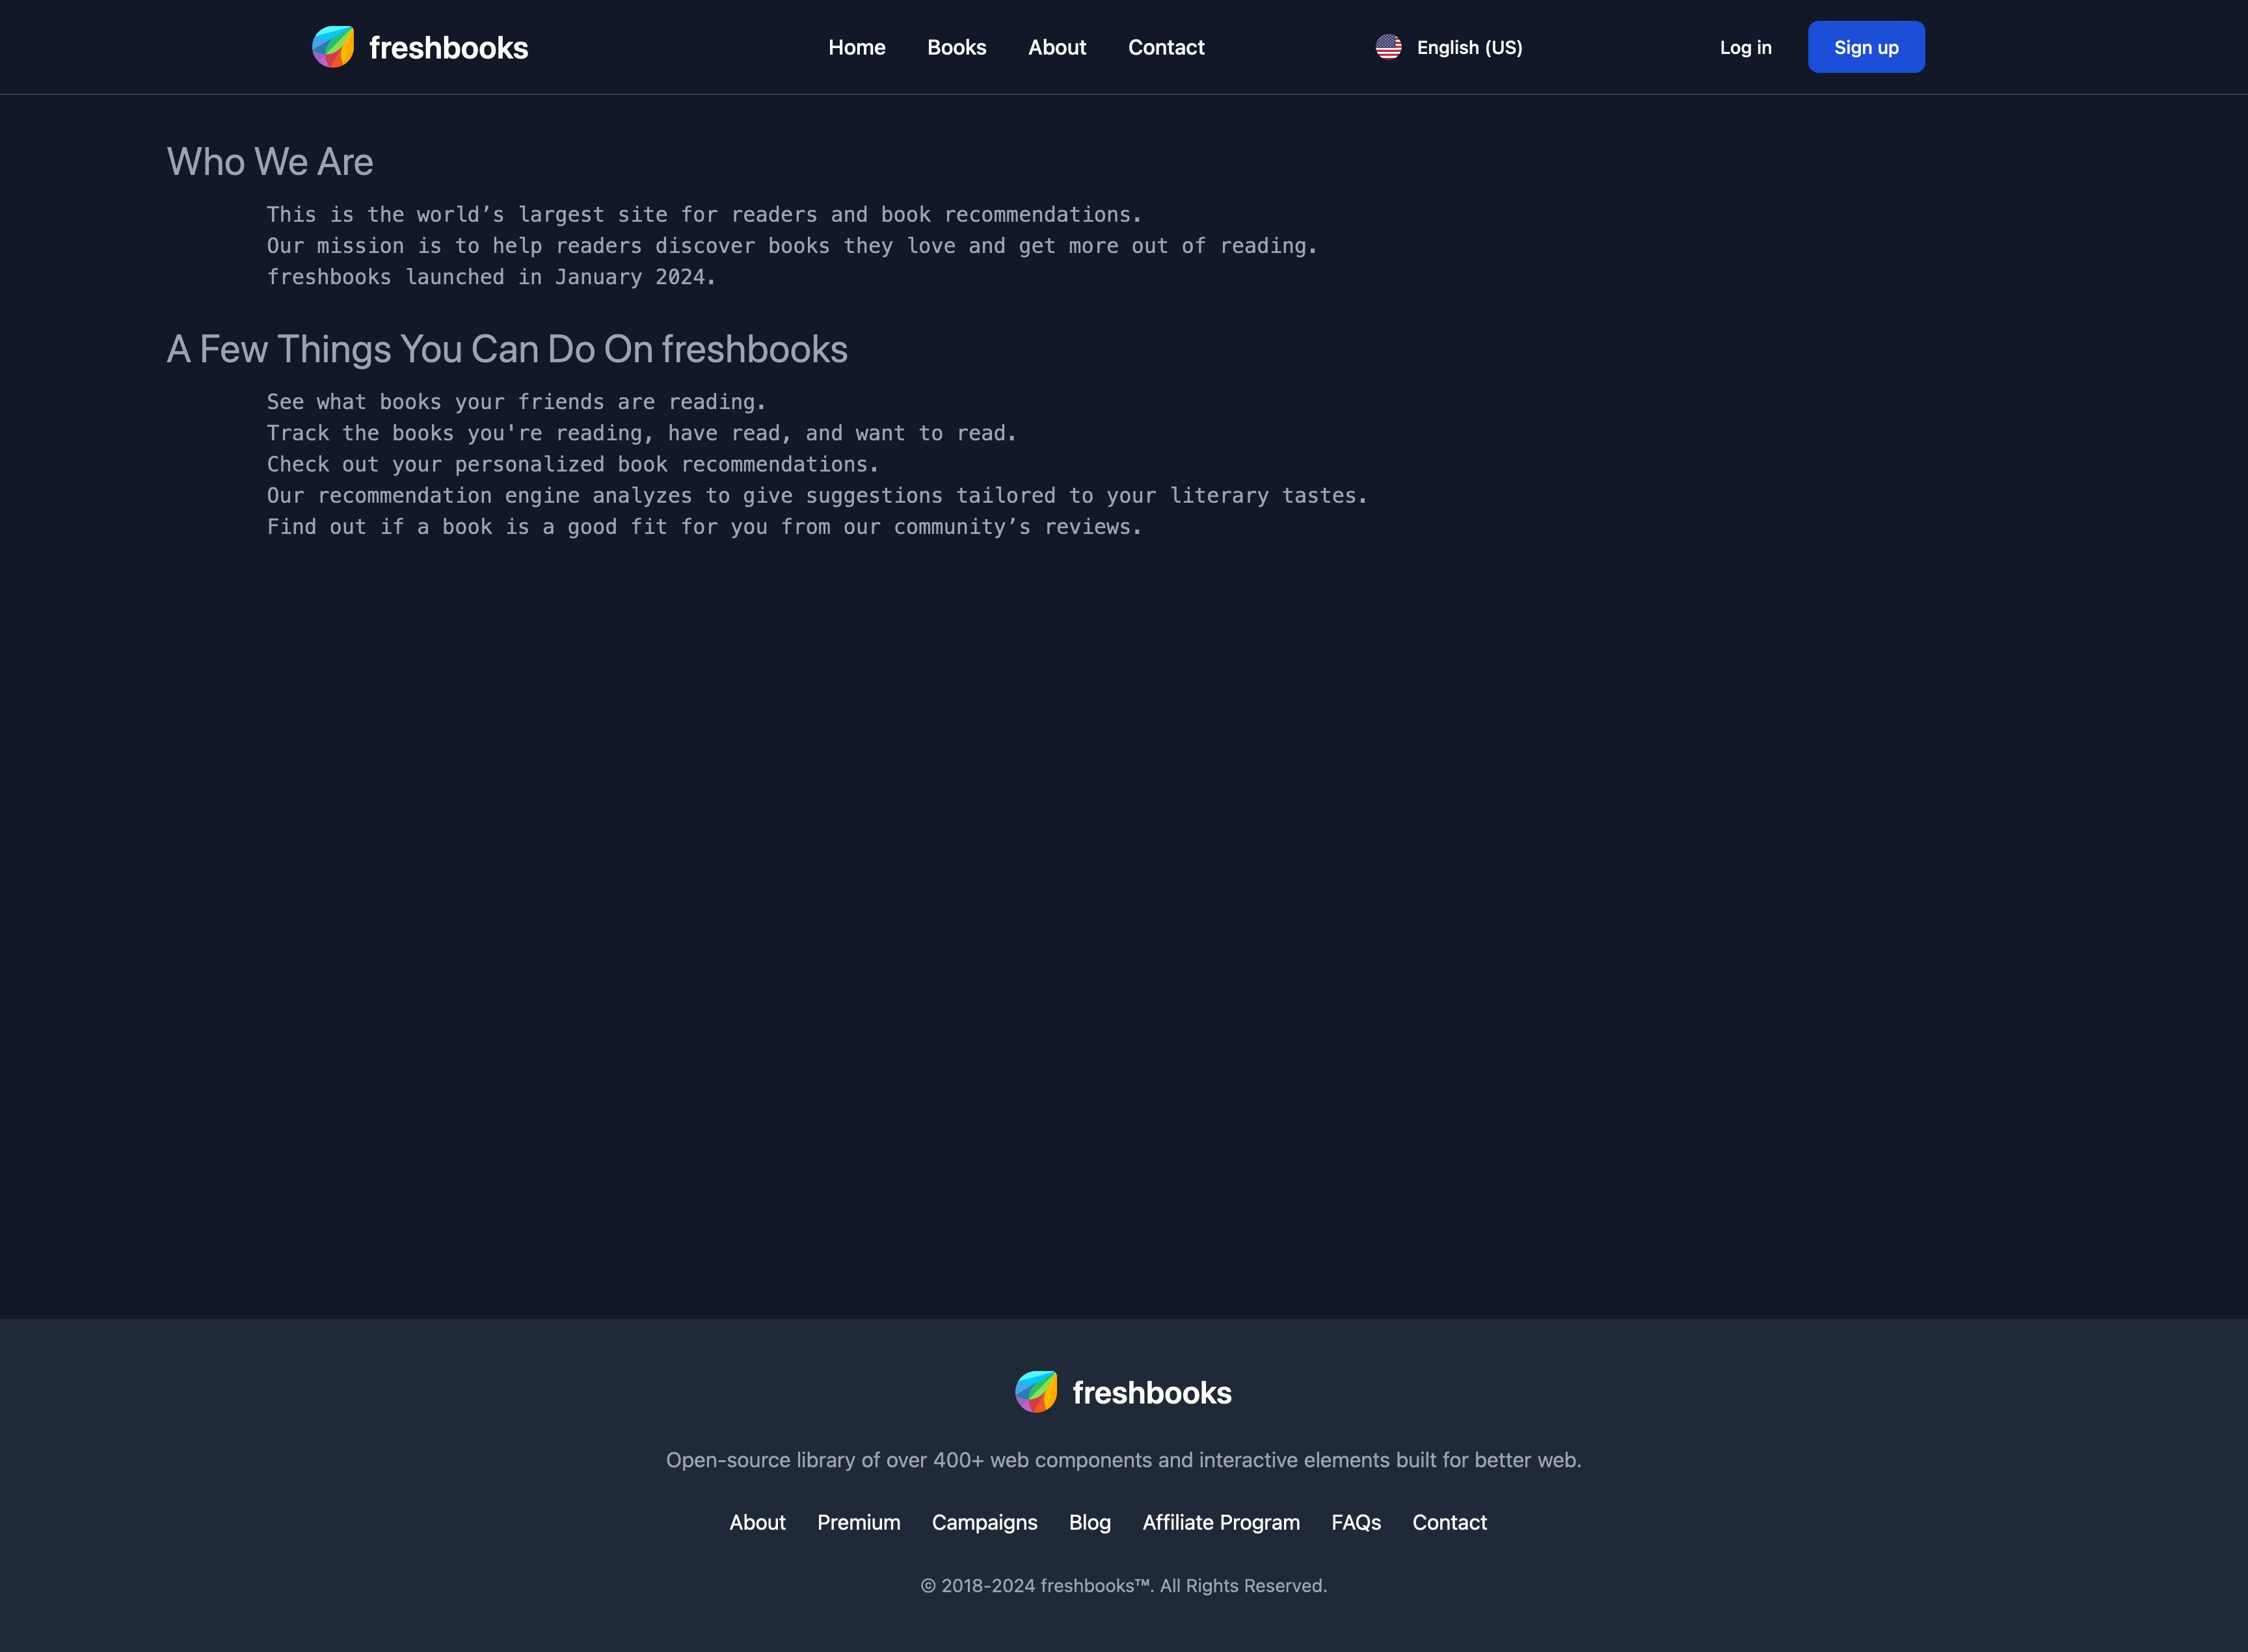 freshbooks
Home Books About Contact
English (US)
Log in
Sign up
Who We Are
This is the world’s largest site for readers and book recommendations.
Our mission is to help readers discover books they love and get more out of reading.
freshbooks launched in January 2024.
A Few Things You Can Do On freshbooks
See what books your friends are reading.
Track the books you're reading, have read, and want to read.
Check out your personalized book recommendations.
Our recommendation engine analyzes to give suggestions tailored to your literary tastes.
Find out if a book is a good fit for you from our community’s reviews.
freshbooks
Open-source library of over 400+ web components and interactive elements built for better web.
About Premium Campaigns Blog Affiliate Program FAQs Contact
© 2018-2024 freshbooks™. All Rights Reserved.